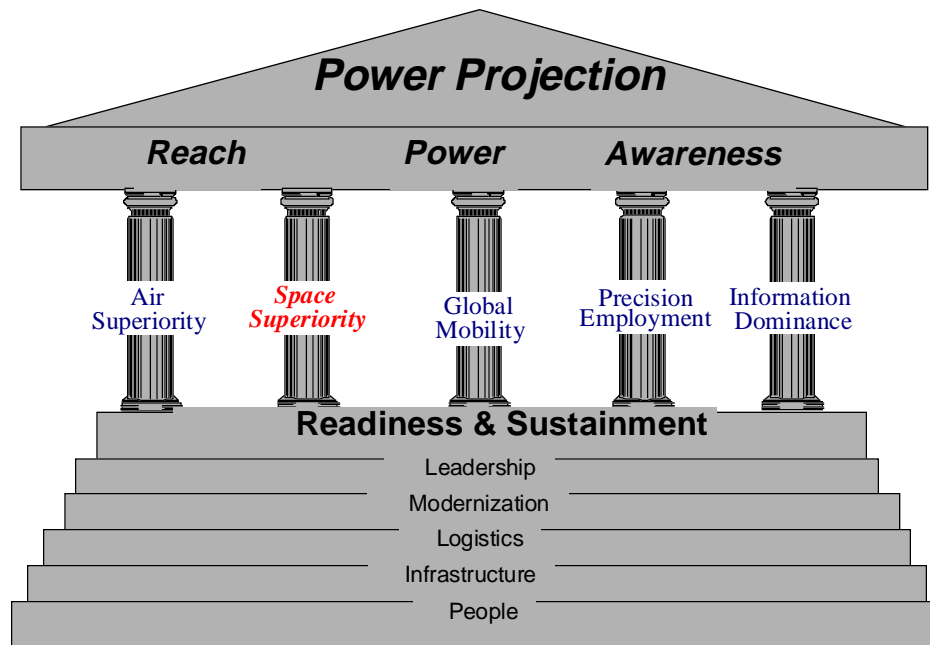 Power Projection
Reach Power Awareness
Air
Superiority
Space
Superiority
Global
Mobility
Precision
Employment
Information
Dominance
Readiness & Sustainment
Leadership
Modernization
Logistics
Infrastructure
People